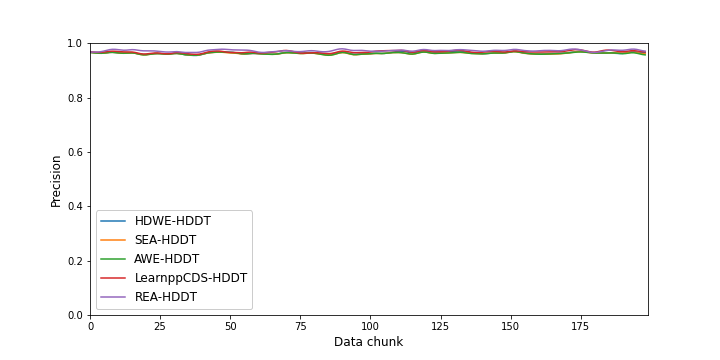 1.0
0.8
0.6
0.4
0.2
0.0
Precision
HDWE-HDDT
SEA-HDDT
AWE-HDDT
LearnppCDS-HDDT
REA-HDDT
0 25 50 75 100 125 150 175
Data chunk